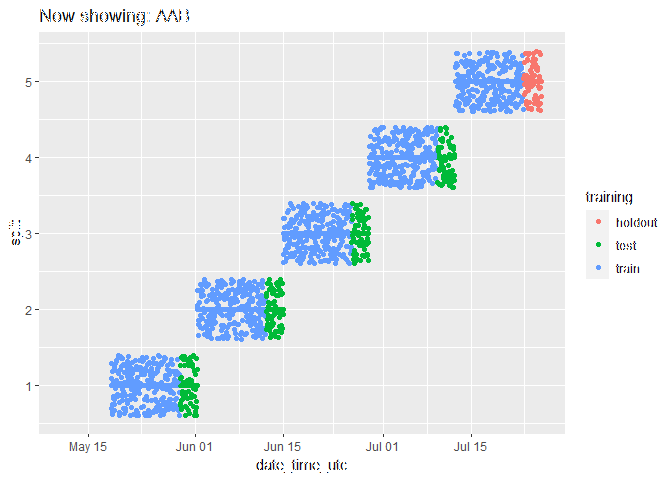 Now showing: AAB
5
4
3
2
1
split
May 15
Jun 01
Jun 15
Jul 01
Jul 15
date_time_utc
training
holdout
test
train